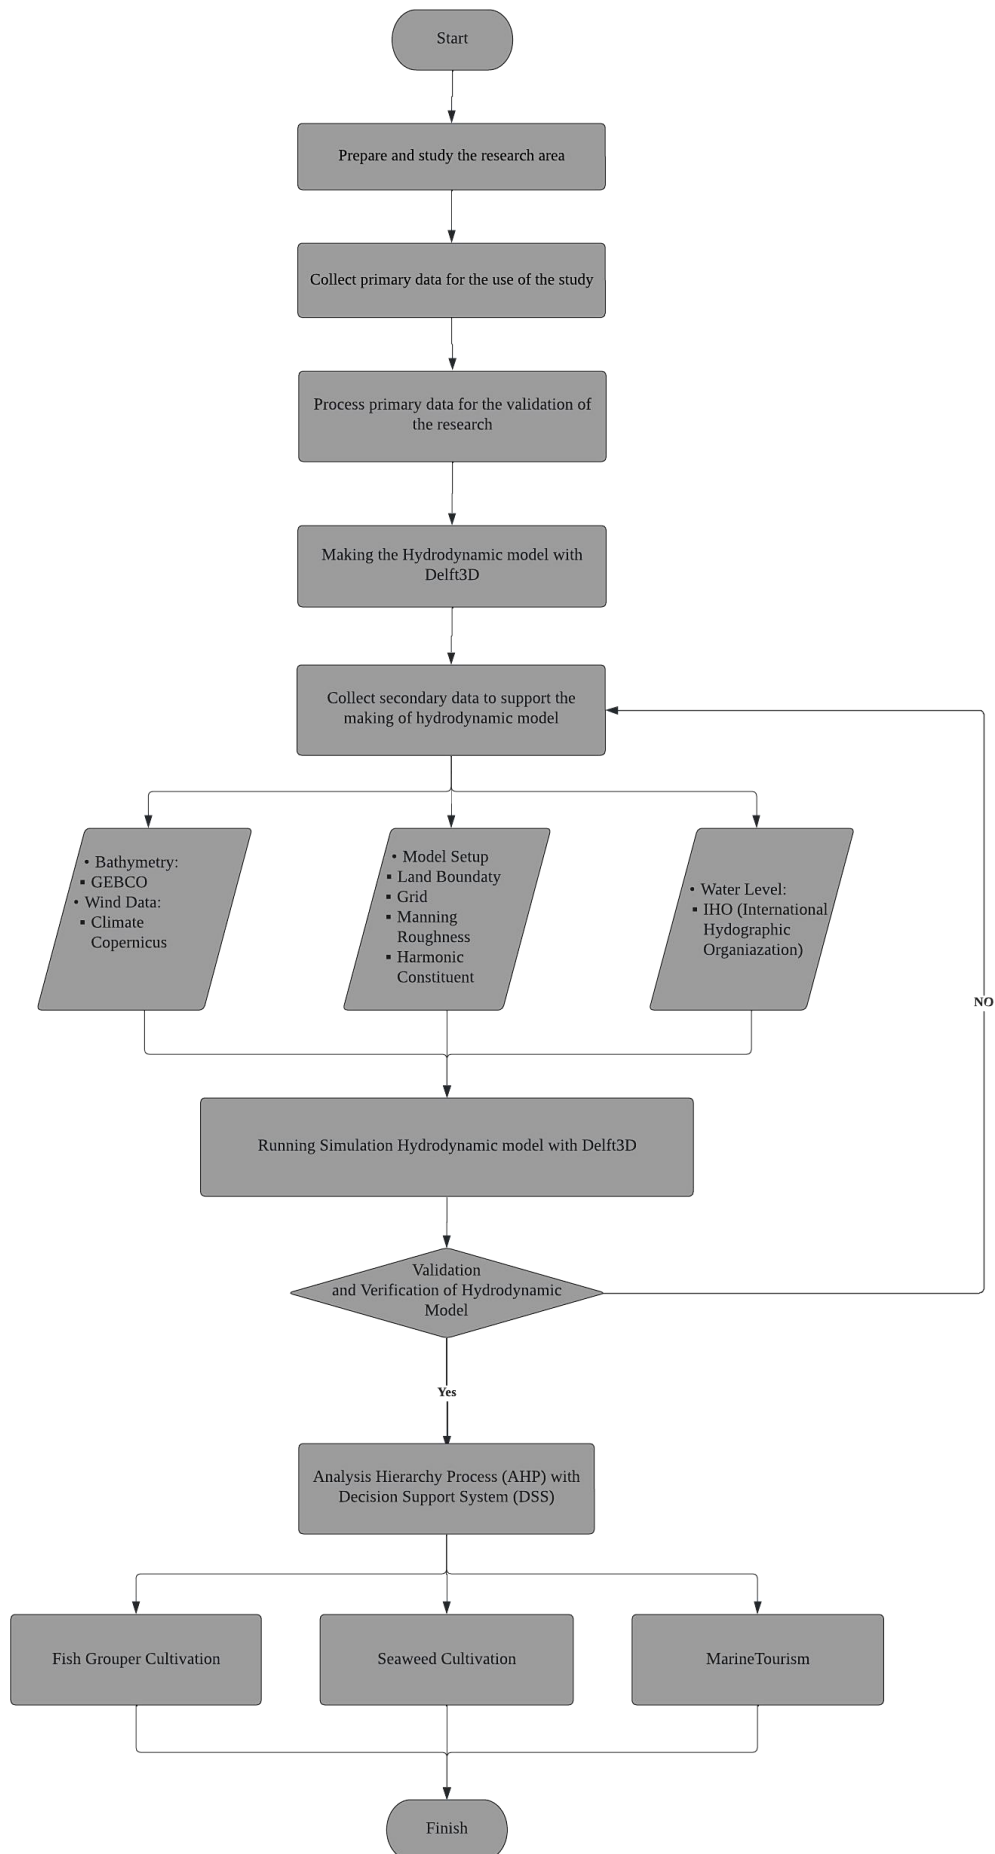 Start
Prepare and study the research area
Collect primary data for the use of the study
Process primary data for the validation of
the research
Making the Hydrodynamic model with
Delft3D
Collect secondary data to support the
making of hydrodynamic model
• Bathymetry:
▪ GEBCO
• Wind Data:
▪ Climate
Copernicus
• Model Setup
▪ Land Boundaty
▪ Grid
▪ Manning
Roughness
▪ Harmonic
Constituent
• Water Level:
▪ IHO (International
Hydographic
Organiazation)
NO
Running Simulation Hydrodynamic model with Delft3D
Validation
and Verification of Hydrodynamic
Model
Yes
Analysis Hierarchy Process (AHP) with
Decision Support System (DSS)
Fish Grouper Cultivation
Seaweed Cultivation
MarineTourism
Finish